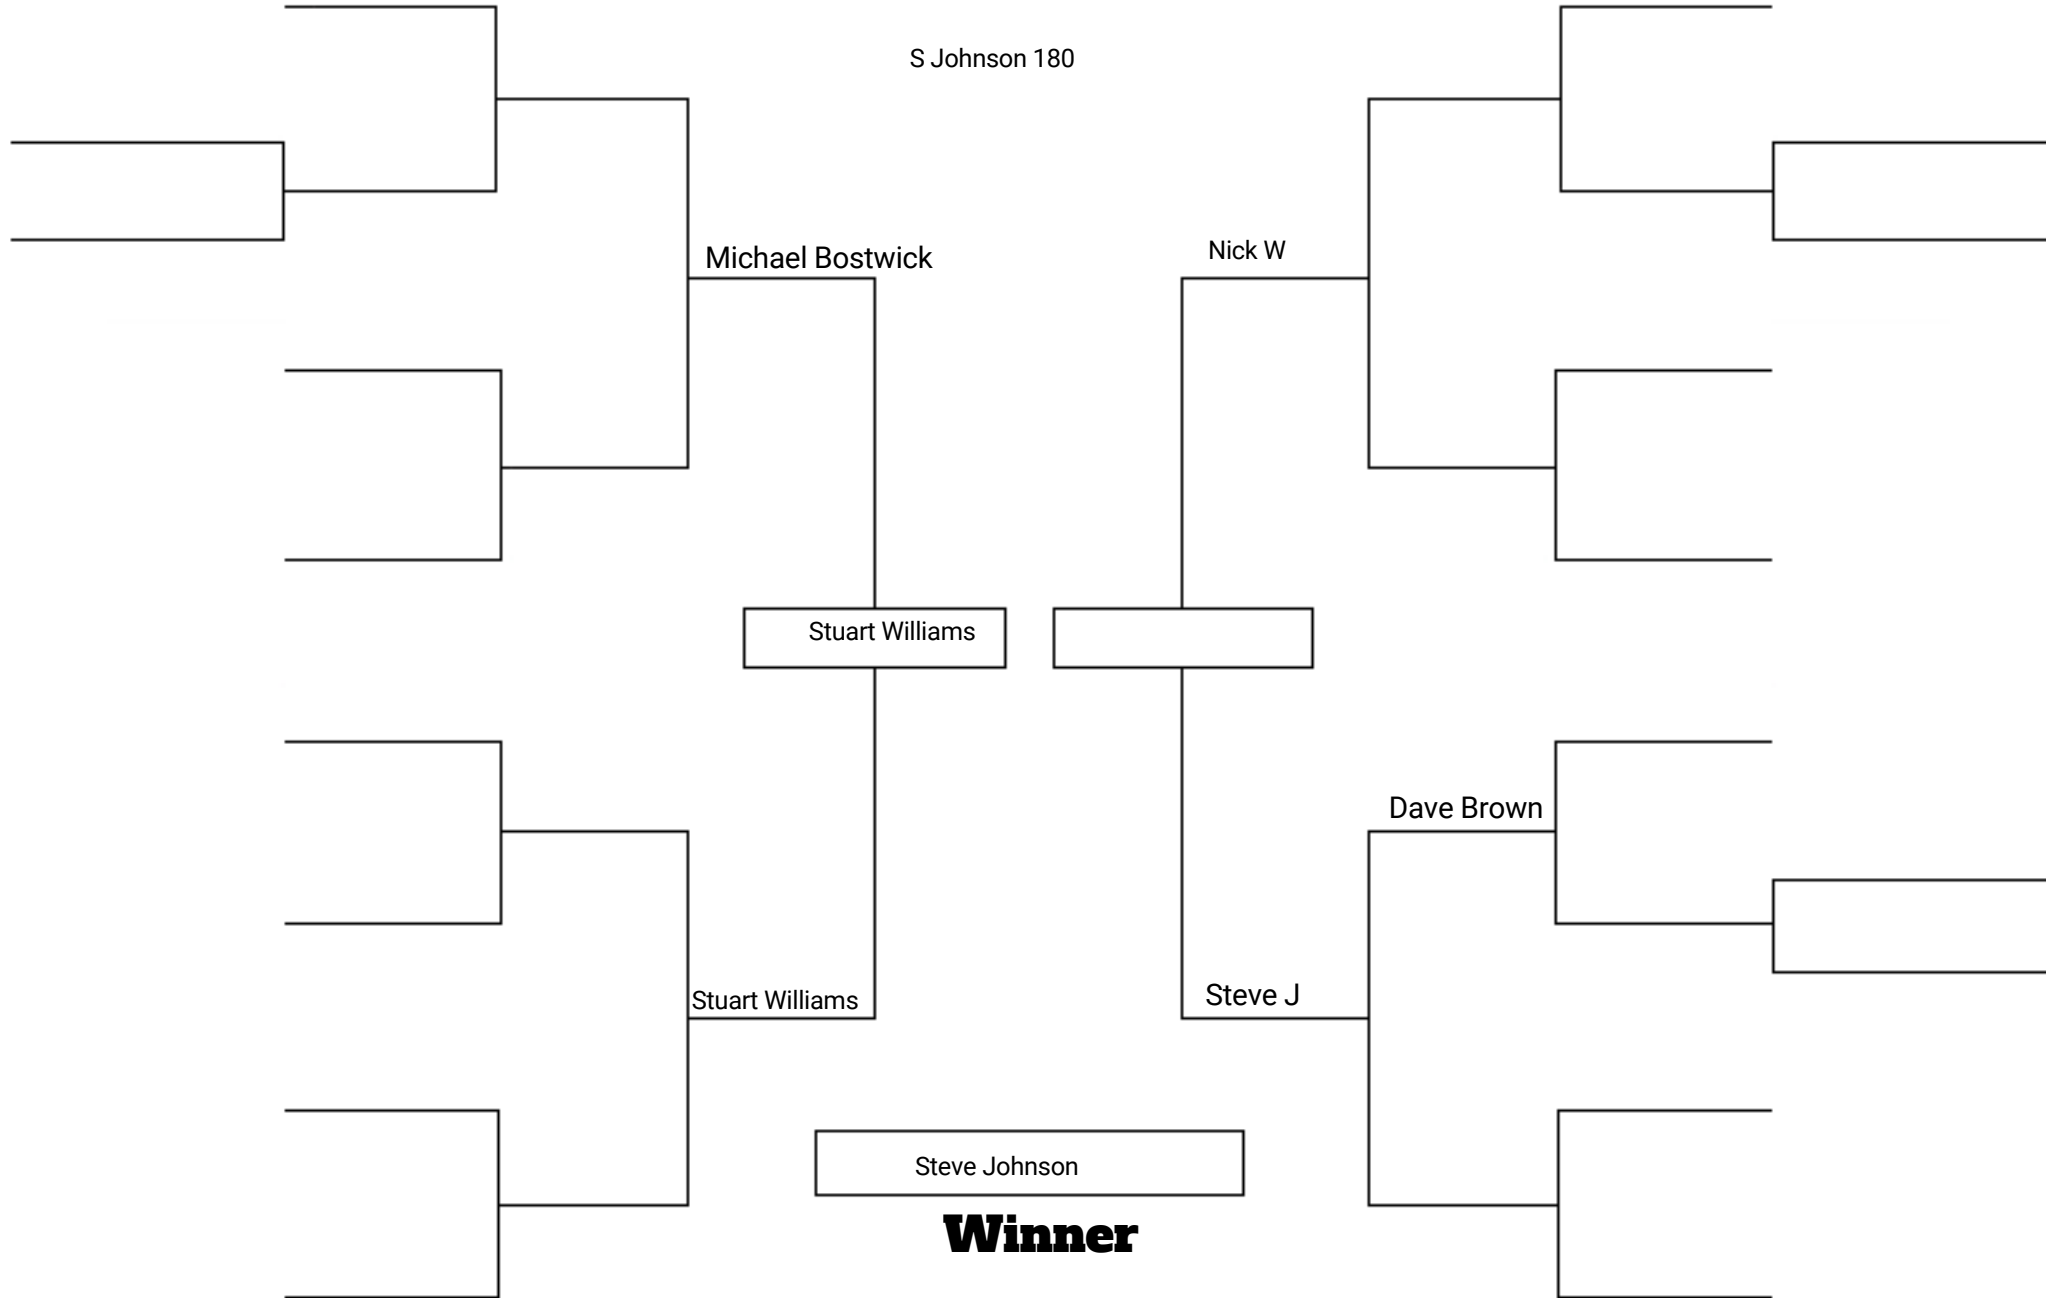 S Johnson 180
Michael Bostwick
Nick W
Stuart Williams
Dave Brown
Stuart Williams
Steve J
Steve Johnson
Winner